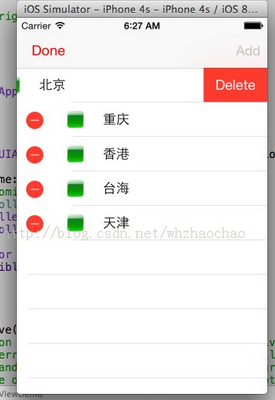 iOS Simulator – iPhone 4s – iPhone 4s / iOS 8...
Carrier 6:27 AM
Done Add
北京 Delete
重庆
香港
台海
天津
http://blog.csdn.net/whzhaochao